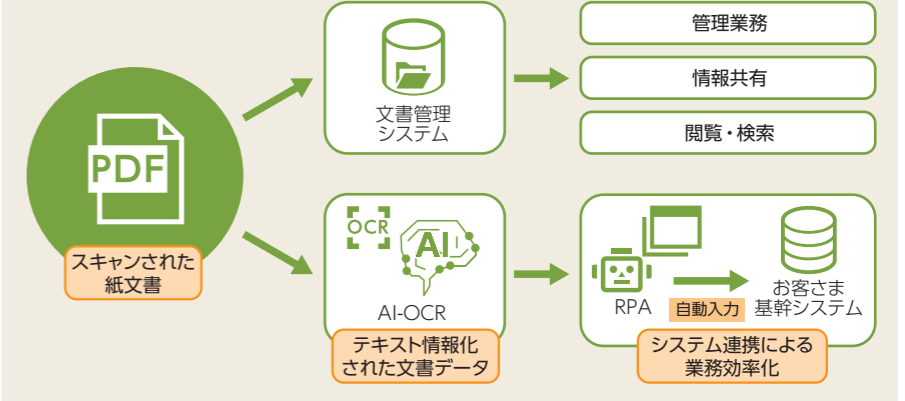 PDF
スキャンされた
紙文書
文書管理
システム
管理業務
情報共有
閲覧・検索
OCR
AI
AI-OCR
テキスト情報化
された文書データ
RPA
自動入力
お客さま
基幹システム
システム連携による
業務効率化